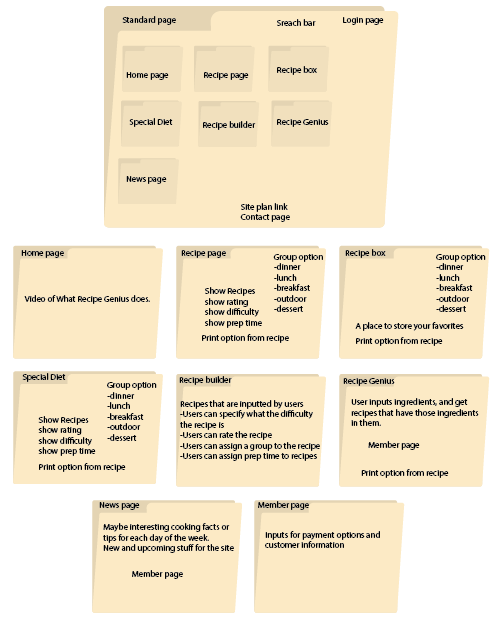 Standard page
Sreach bar
Login page
Home page
Recipe page
Recipe box
Special Diet
Recipe builder
Recipe Genius
News page
Site plan link
Contact page
Home page
Video of What Recipe Genius does.
Recipe page
Group option
-dinner
-lunch
-breakfast
-outdoor
-dessert
Show Recipes
show rating
show difficulty
show prep time
Print option from recipe
Recipe box
Group option
-dinner
-lunch
-breakfast
-outdoor
-dessert
A place to store your favorites
Print option from recipe
Special Diet
Group option
-dinner
-lunch
-breakfast
-outdoor
-dessert
Show Recipes
show rating
show difficulty
show prep time
Print option from recipe
Recipe builder
Recipes that are inputted by users
-Users can specify what the difficulty
the recipe is
-Users can rate the recipe
-Users can assign a group to the recipe
-Users can assign prep time to recipes
Recipe Genius
User inputs ingredients, and get
recipes that have those ingredients
in them.
Member page
Print option from recipe
News page
Maybe interesting cooking facts or
tips for each day of the week.
New and upcoming stuff for the site
Member page
Member page
Inputs for payment options and
customer information